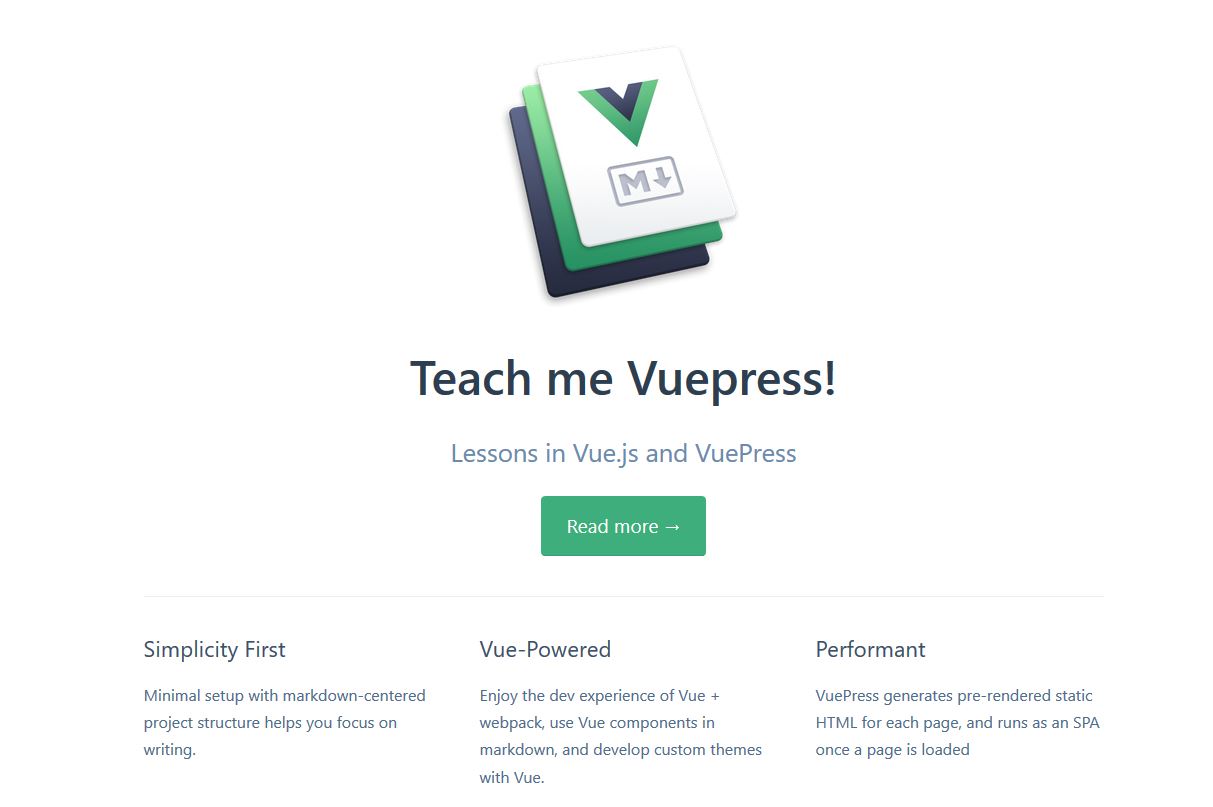 M↓
Teach me Vuepress!
Lessons in Vue.js and VuePress
Read more →
Simplicity First
Minimal setup with markdown-centered
project structure helps you focus on
writing.
Vue-Powered
Enjoy the dev experience of Vue +
webpack, use Vue components in
markdown, and develop custom themes
with Vue.
Performant
VuePress generates pre-rendered static
HTML for each page, and runs as an SPA
once a page is loaded